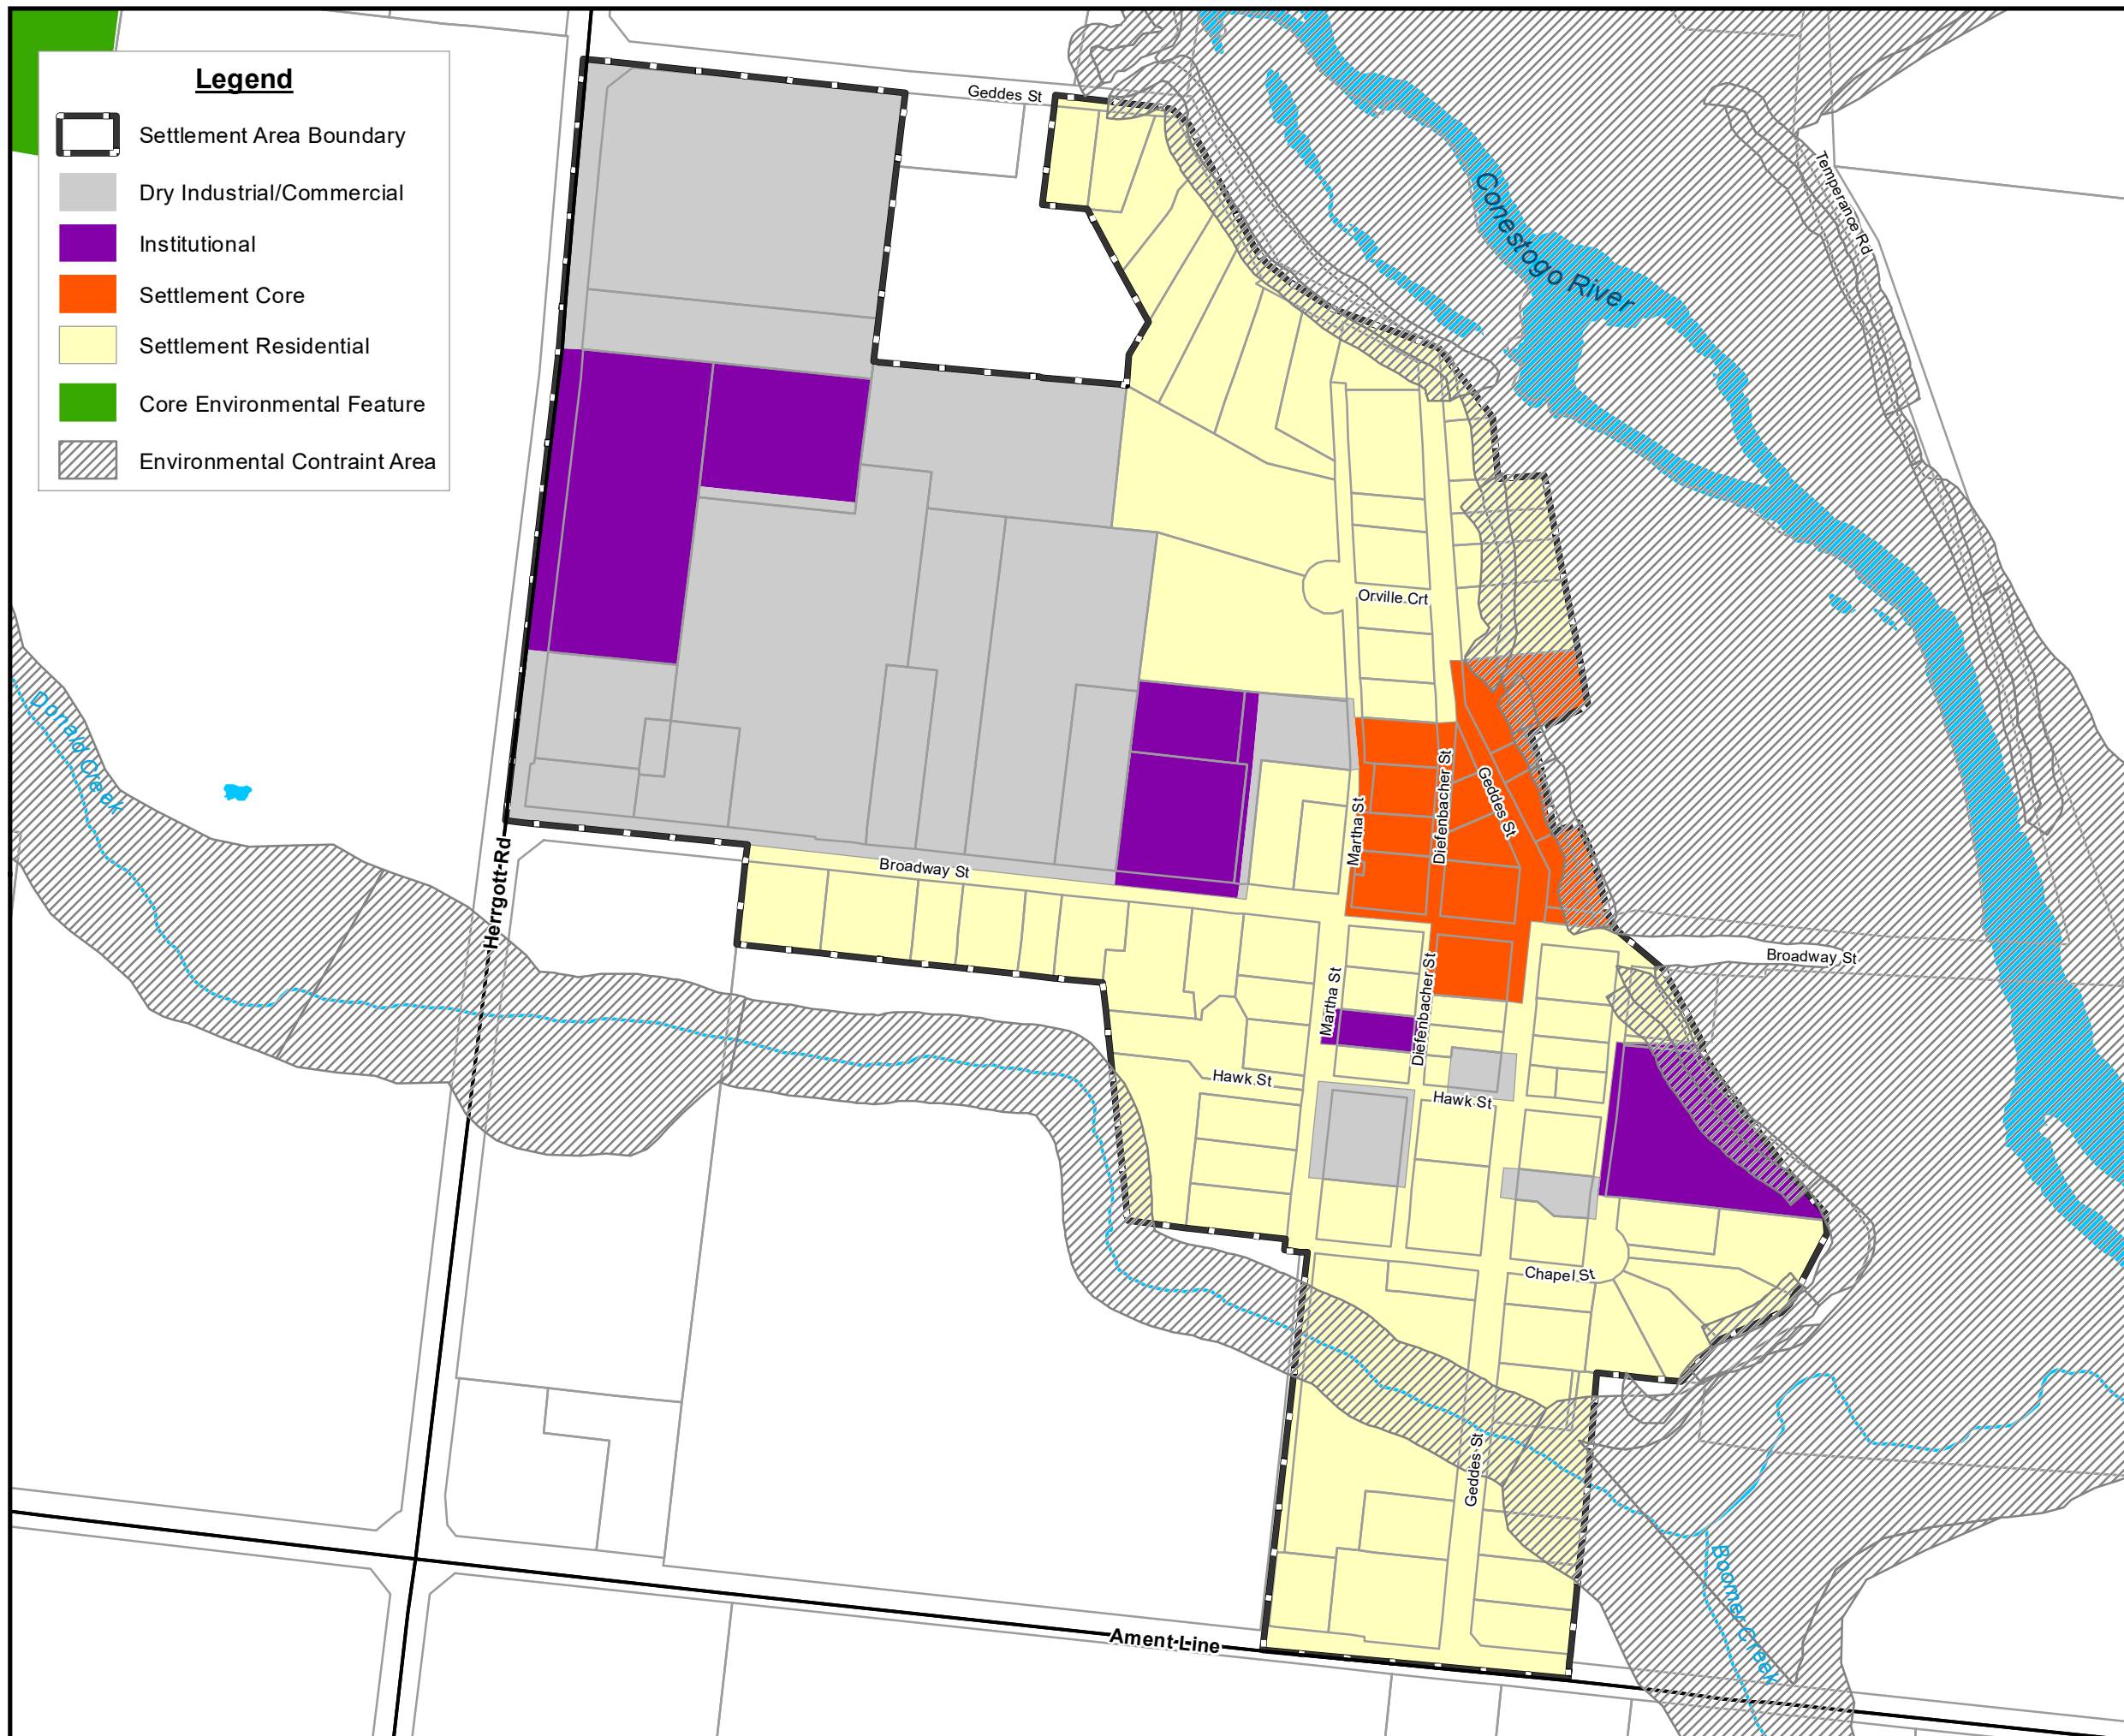 Legend
Settlement Area Boundary
Dry Industrial/Commercial
Institutional
Settlement Core
Settlement Residential
Core Environmental Feature
Environmental Contraint Area
Geddes St
Conestogo River
Temperance Rd
Orville Crt
Donald Creek
Herrgott Rd
Broadway St
Martha St
Diefenbacher St
Geddes St
Broadway St
Martha St
Diefenbacher St
Hawk St
Hawk St
Chapel St
Geddes St
Boomer Creek
Ament Line